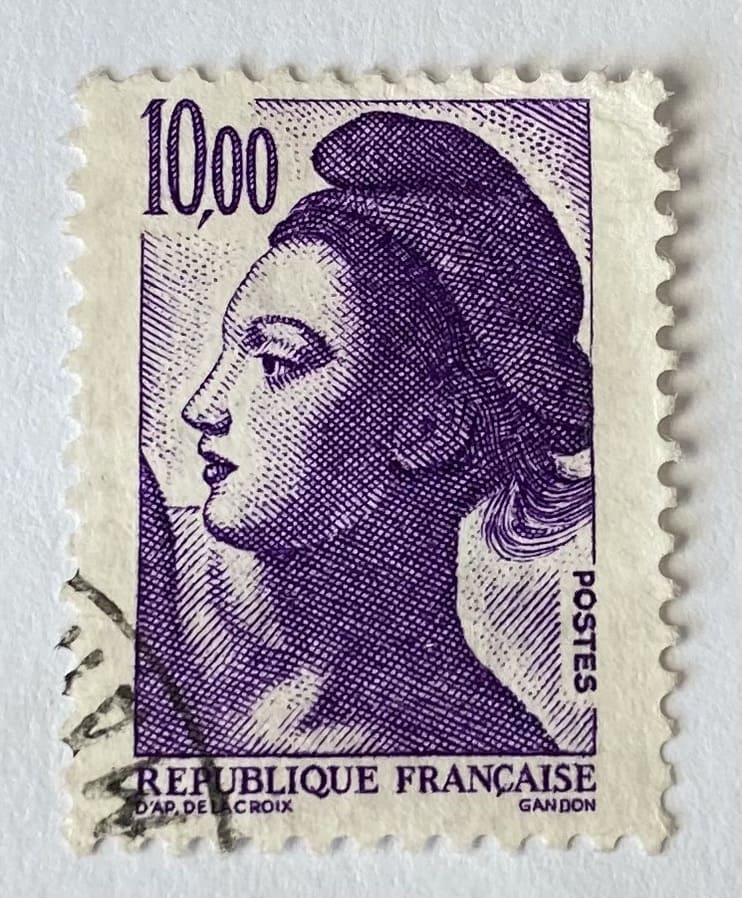 10,00
POSTES
REPUBLIQUE FRANÇAISE
D'AP. DELACROIX
GANDON